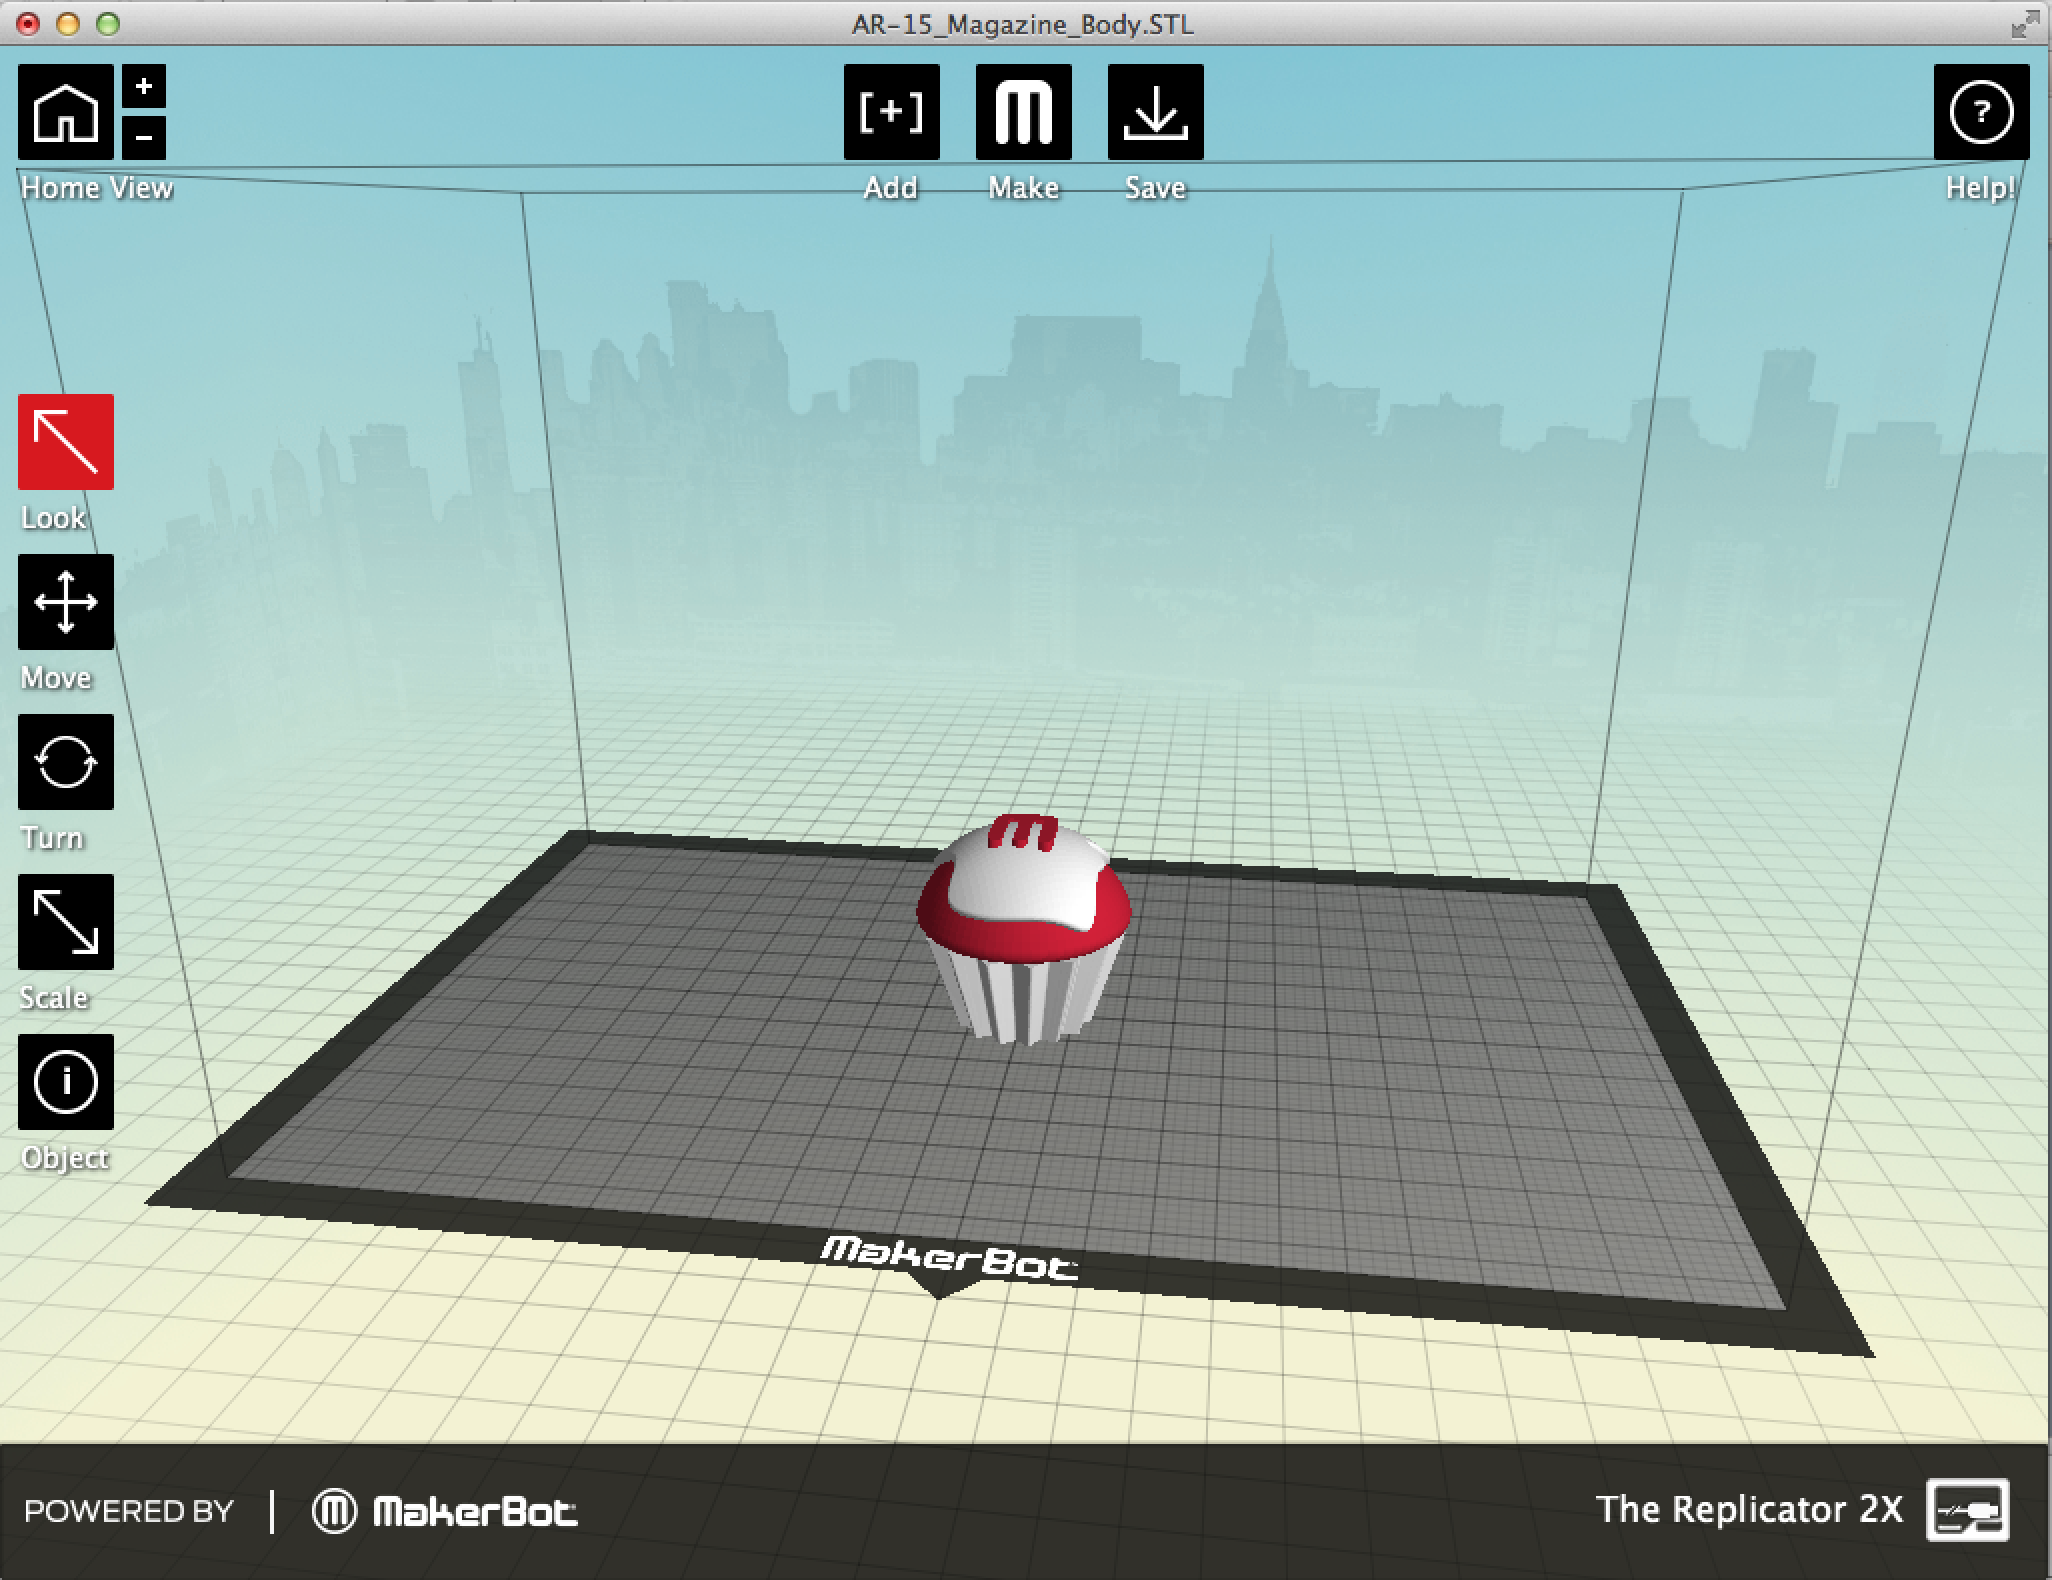 AR-15_Magazine_Body.STL
+
−
Home View
[+]
Add
M
Make
Save
?
Help!
Look
Move
Turn
Scale
i
Object
m
MakerBot
POWERED BY | M MakerBot
The Replicator 2X